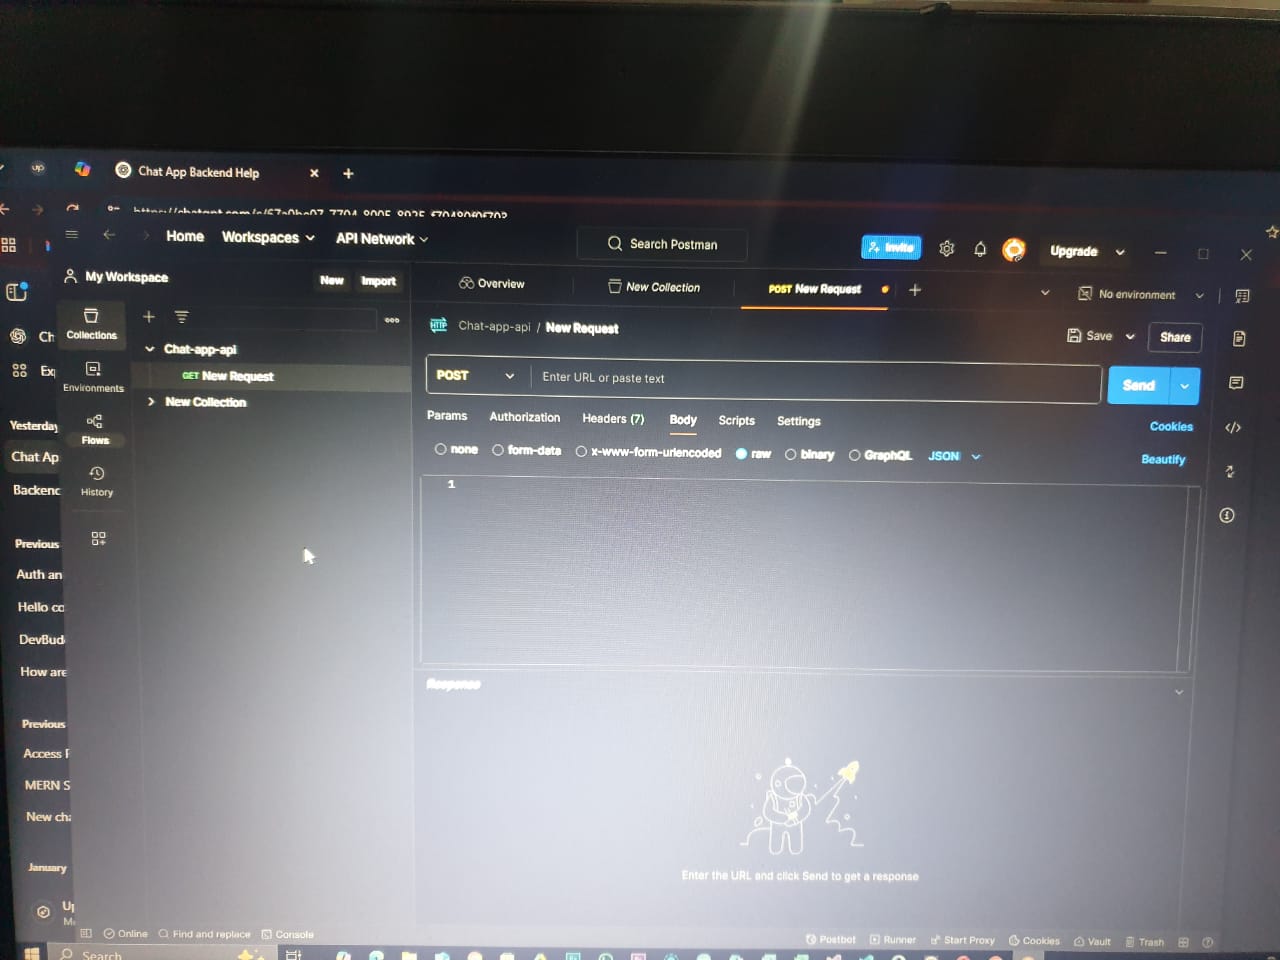 Chat App Backend Help
Home
Workspaces
API Network
Search Postman
Invite
Upgrade
My Workspace
New
Import
Overview
New Collection
POST New Request
No environment
Collections
Chat-app-api
Chat-app-api / New Request
Save
Share
GET New Request
POST
Enter URL or paste text
Send
Environments
New Collection
Params
Authorization
Headers (7)
Body
Scripts
Settings
Cookies
Yesterday
Flows
none
form-data
x-www-form-urlencoded
raw
binary
GraphQL
JSON
Beautify
Chat Ap
History
1
Backenc
Previous
Auth an
Hello co
DevBud
How are
Response
Previous
Access
MERN S
New cha
January
Enter the URL and click Send to get a response
Online
Find and replace
Console
Postbot
Runner
Start Proxy
Cookies
Vault
Trash
Search